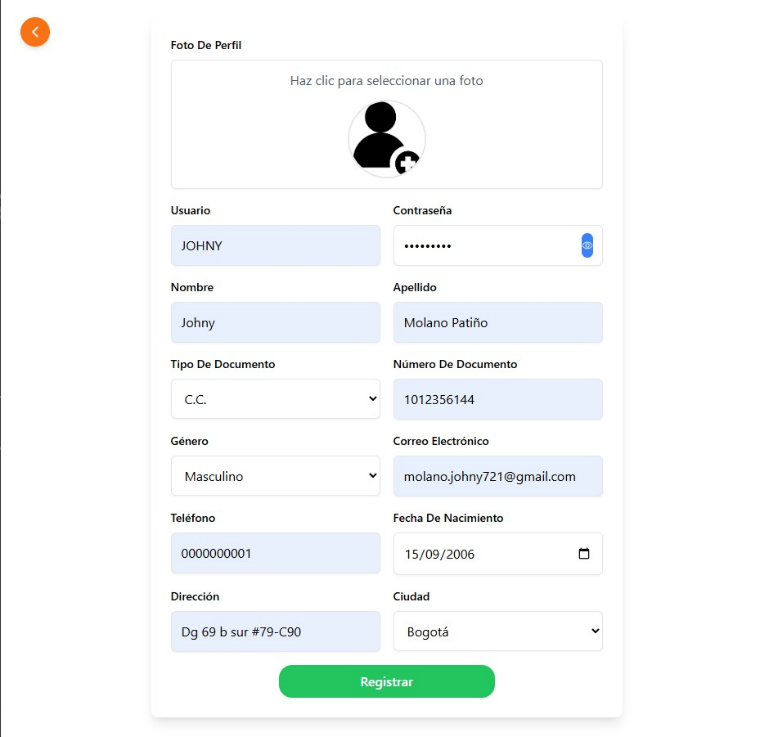 Foto De Perfil
Haz clic para seleccionar una foto
Usuario
Contraseña
JOHNY
•••••••••
Nombre
Apellido
Johny
Molano Patiño
Tipo De Documento
Número De Documento
C.C.
1012356144
Género
Correo Electrónico
Masculino
molano.johny721@gmail.com
Teléfono
Fecha De Nacimiento
0000000001
15/09/2006
Dirección
Ciudad
Dg 69 b sur #79-C90
Bogotá
Registrar